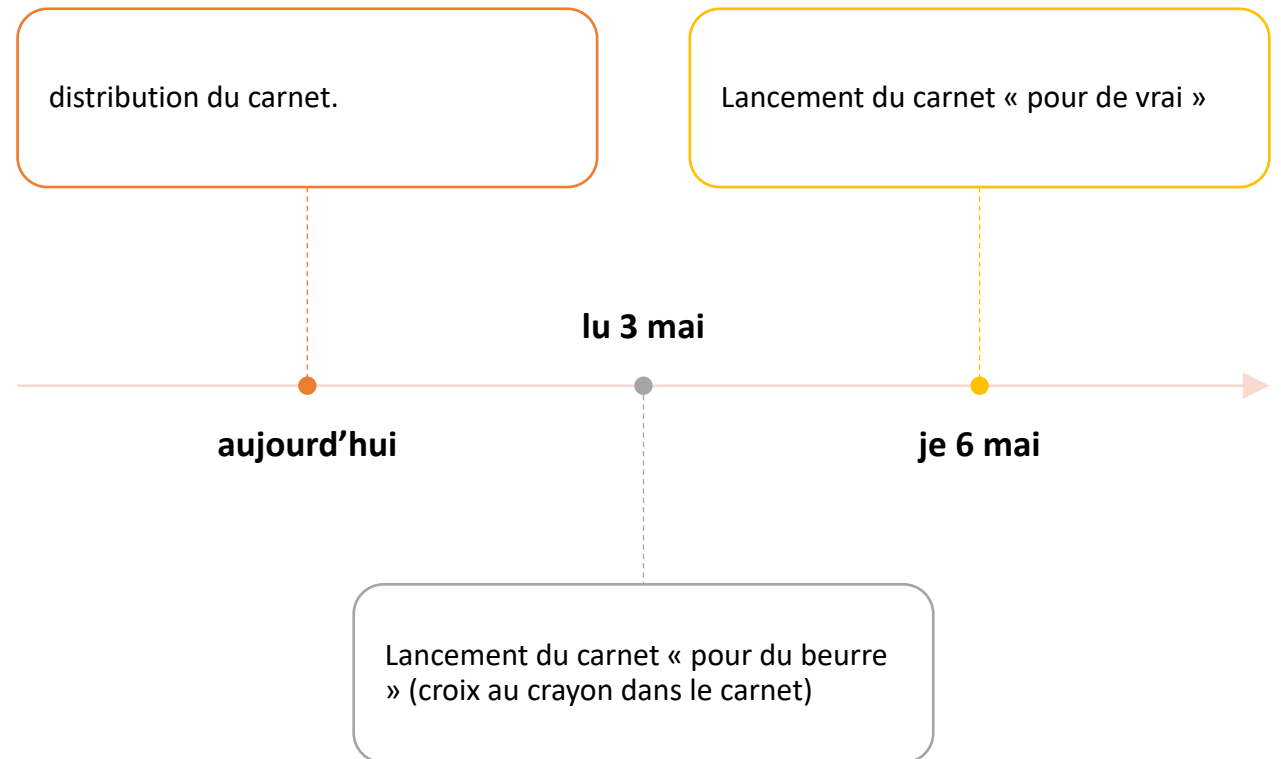 distribution du carnet.
Lancement du carnet « pour de vrai »
lu 3 mai
aujourd’hui
je 6 mai
Lancement du carnet « pour du beurre
» (croix au crayon dans le carnet)